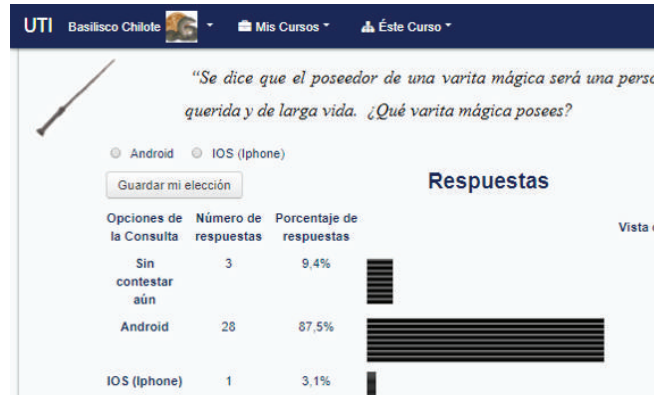 UTI Basilisco Chilote Mis Cursos Éste Curso
“Se dice que el poseedor de una varita mágica será una perso
querida y de larga vida. ¿Qué varita mágica posees?
Android IOS (Iphone)
Guardar mi elección
Respuestas
Opciones de la Consulta Número de respuestas Porcentaje de respuestas
Vista
Sin contestar aún 3 9,4%
Android 28 87,5%
IOS (Iphone) 1 3,1%